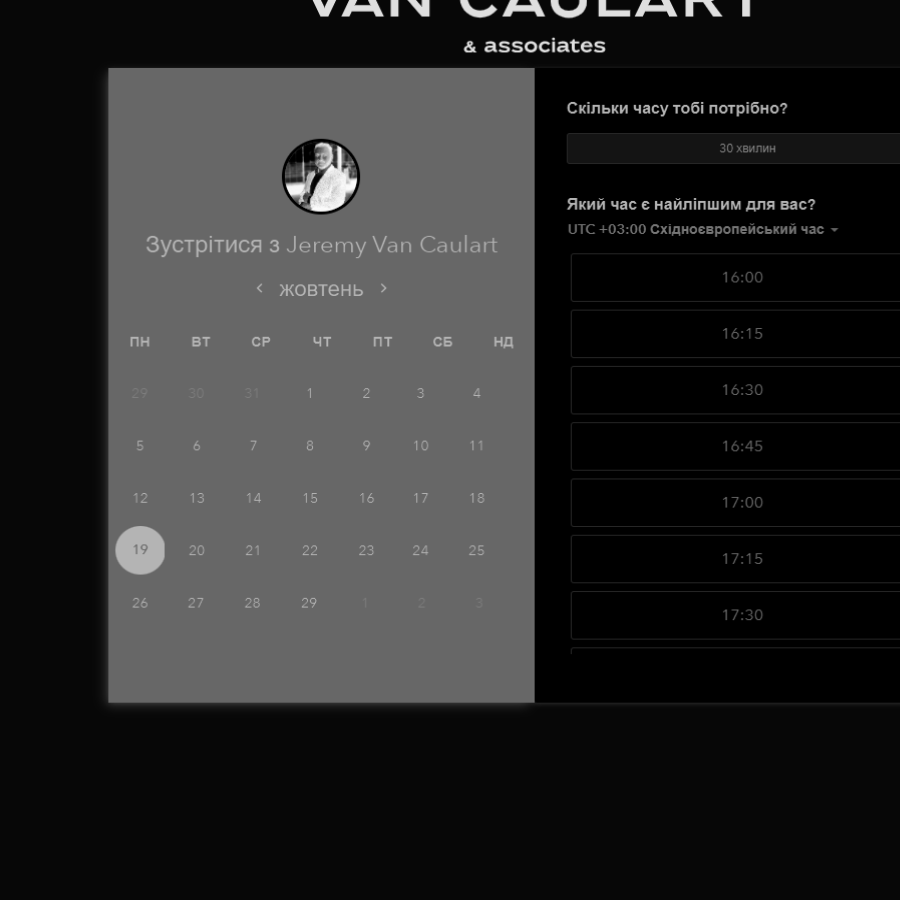 VAN CAULART
& associates
Зустрітися з Jeremy Van Caulart
жовтень
ПН ВТ СР ЧТ ПТ СБ НД
29 30 31 1 2 3 4
5 6 7 8 9 10 11
12 13 14 15 16 17 18
19 20 21 22 23 24 25
26 27 28 29 1 2 3
Скільки часу тобі потрібно?
30 хвилин
Який час є найліпшим для вас?
UTC +03:00 Східноєвропейський час
16:00
16:15
16:30
16:45
17:00
17:15
17:30